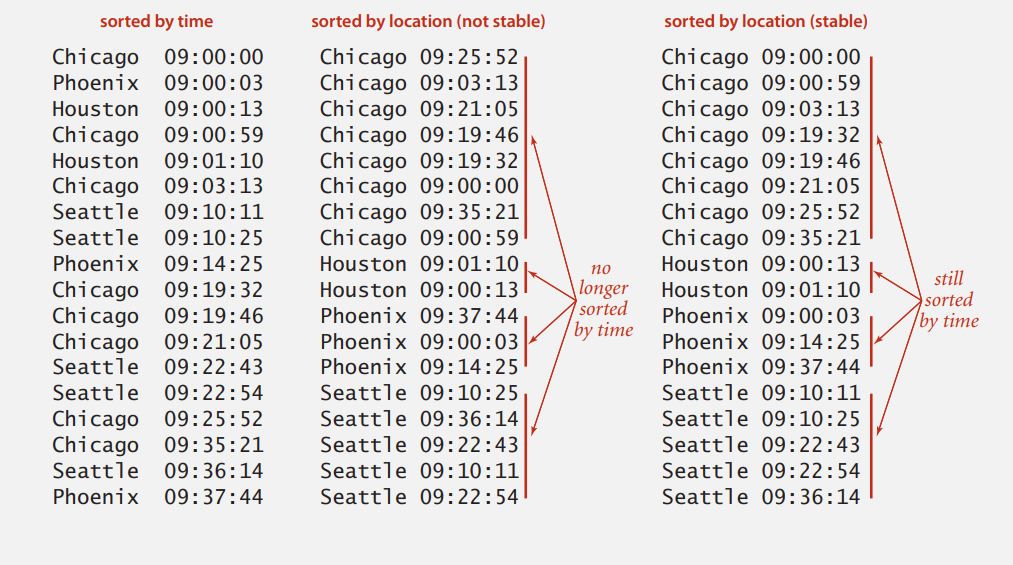 sorted by time
Chicago 09:00:00
Phoenix 09:00:03
Houston 09:00:13
Chicago 09:00:59
Houston 09:01:10
Chicago 09:03:13
Seattle 09:10:11
Seattle 09:10:25
Phoenix 09:14:25
Chicago 09:19:32
Chicago 09:19:46
Chicago 09:21:05
Seattle 09:22:43
Seattle 09:22:54
Chicago 09:25:52
Chicago 09:35:21
Seattle 09:36:14
Phoenix 09:37:44
sorted by location (not stable)
Chicago 09:25:52
Chicago 09:03:13
Chicago 09:21:05
Chicago 09:19:46
Chicago 09:19:32
Chicago 09:00:00
Chicago 09:35:21
Chicago 09:00:59
Houston 09:01:10
Houston 09:00:13
Phoenix 09:37:44
Phoenix 09:00:03
Phoenix 09:14:25
Seattle 09:10:25
Seattle 09:36:14
Seattle 09:22:43
Seattle 09:10:11
Seattle 09:22:54
no
longer
sorted
by time
sorted by location (stable)
Chicago 09:00:00
Chicago 09:00:59
Chicago 09:03:13
Chicago 09:19:32
Chicago 09:19:46
Chicago 09:21:05
Chicago 09:25:52
Chicago 09:35:21
Houston 09:00:13
Houston 09:01:10
Phoenix 09:00:03
Phoenix 09:14:25
Phoenix 09:37:44
Seattle 09:10:11
Seattle 09:10:25
Seattle 09:22:43
Seattle 09:22:54
Seattle 09:36:14
still
sorted
by time